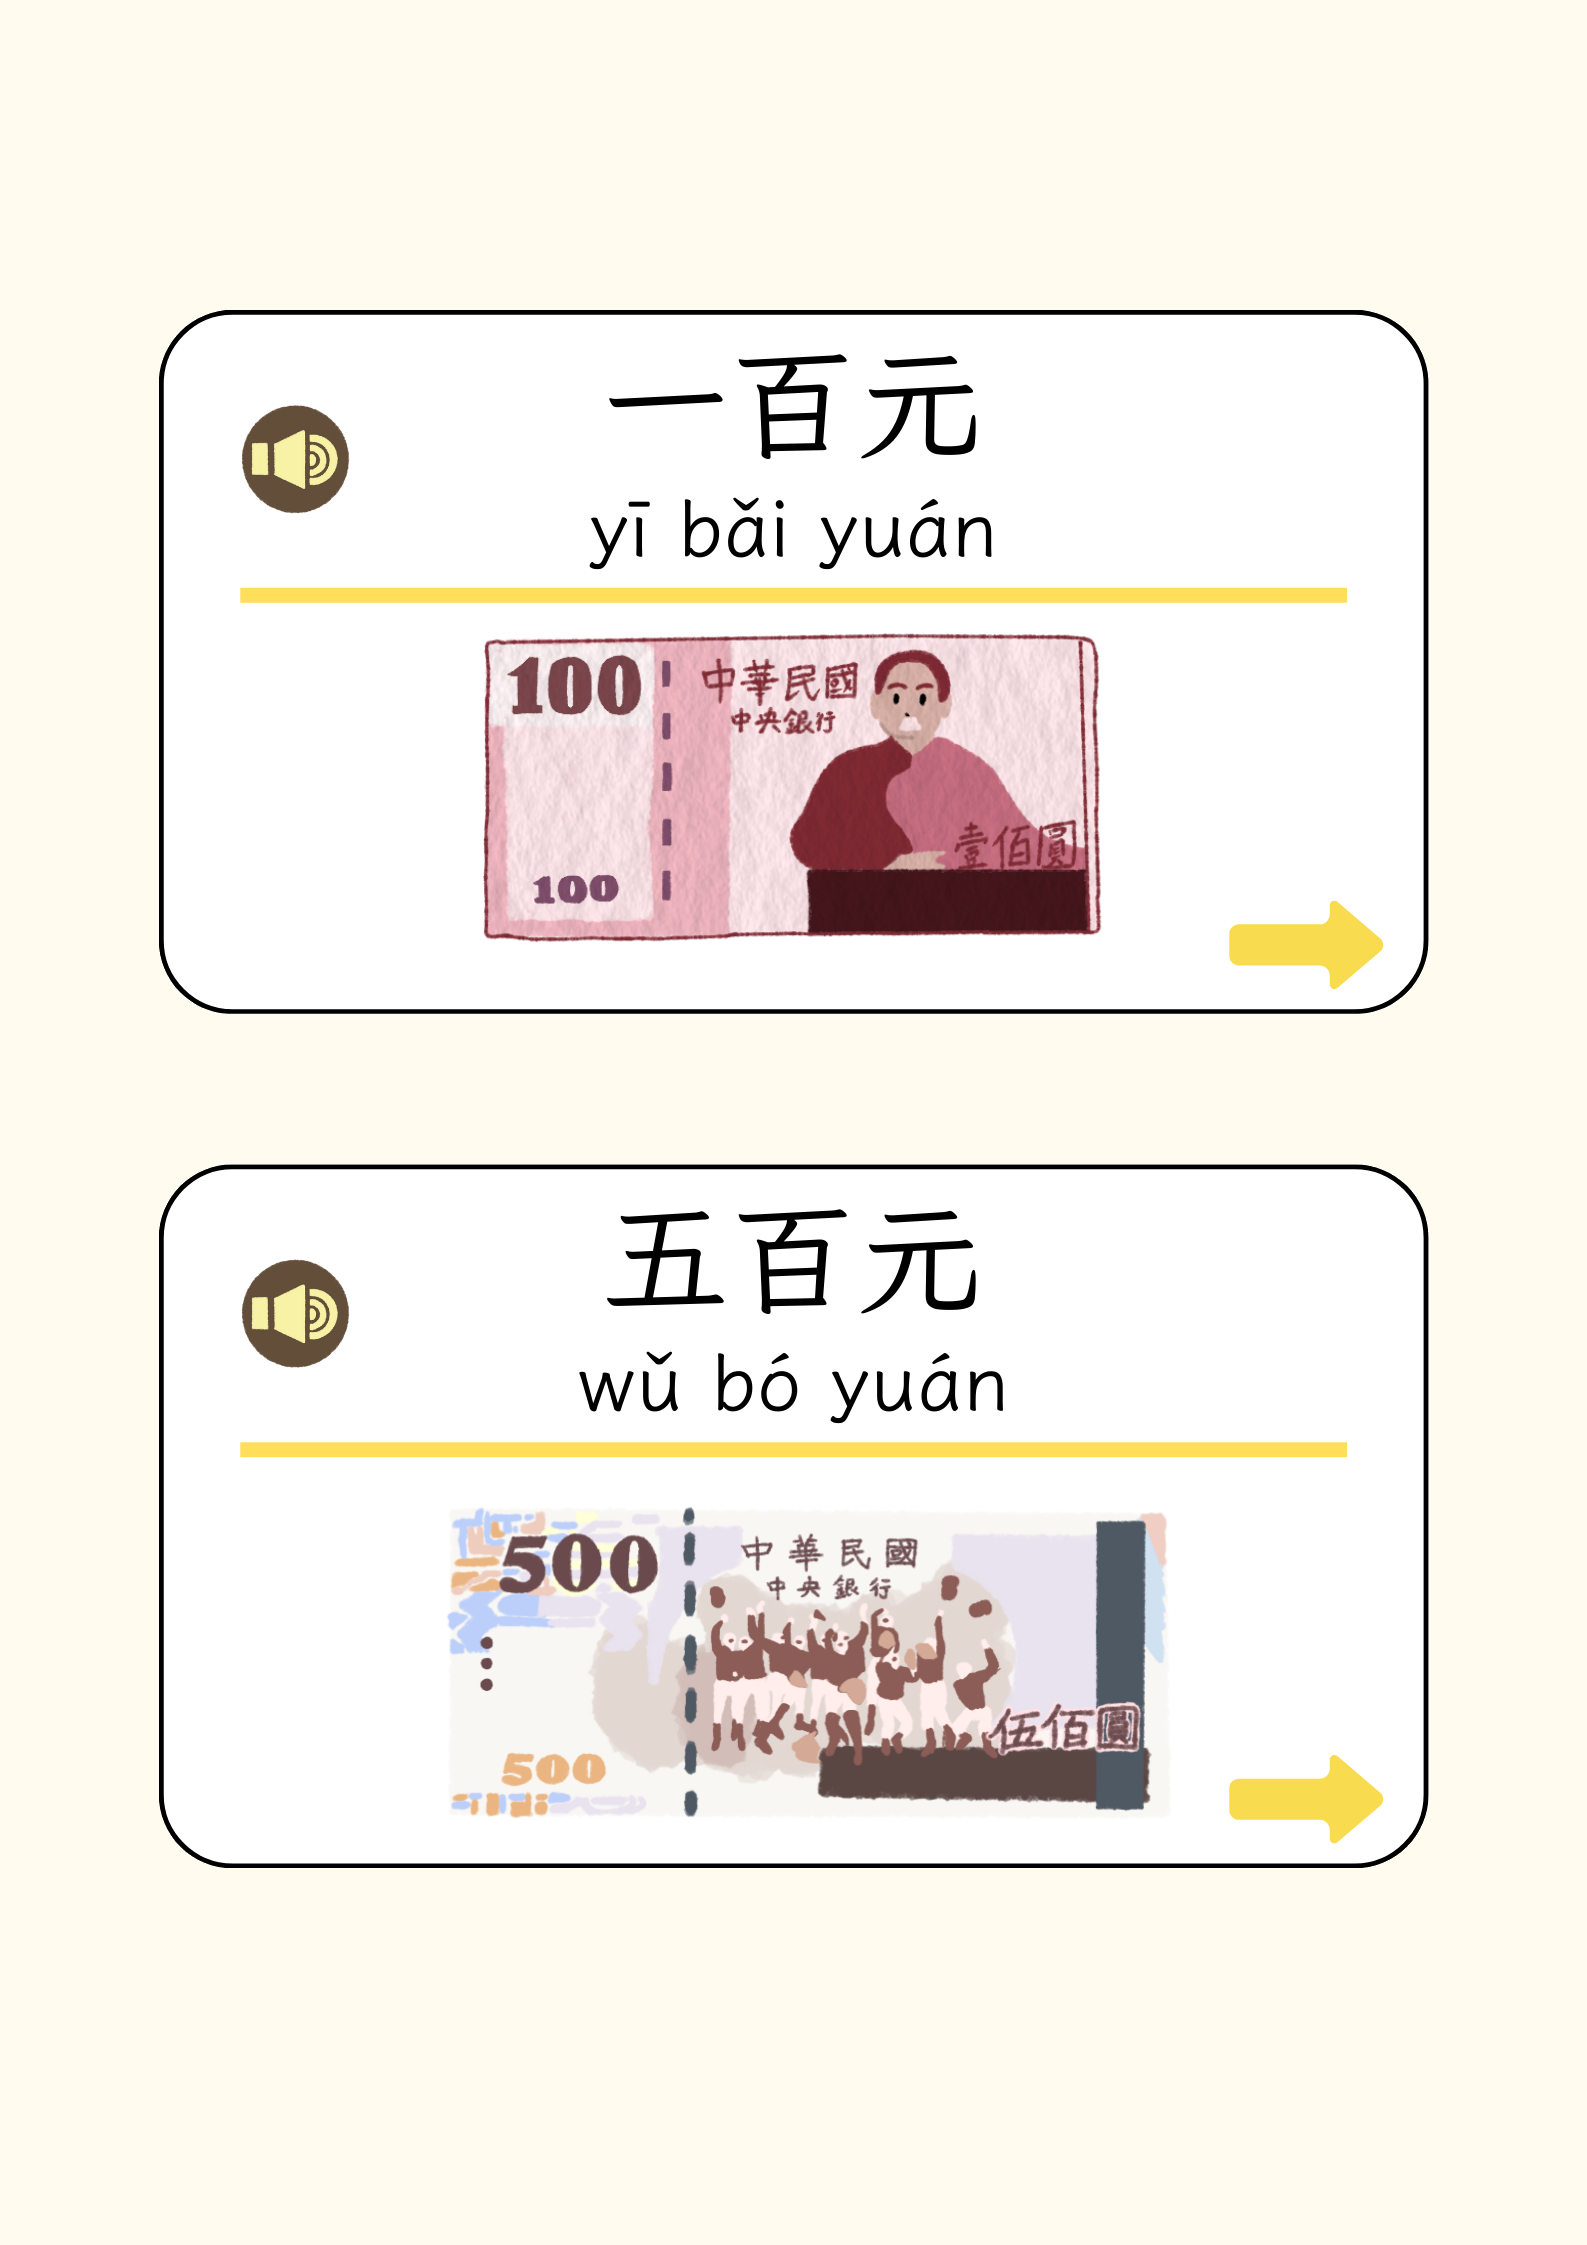 一百元
yī bǎi yuán
100
中華民國
中央銀行
壹佰圓
100
五百元
wǔ bó yuán
500
中華民國
中央銀行
伍佰圓
500